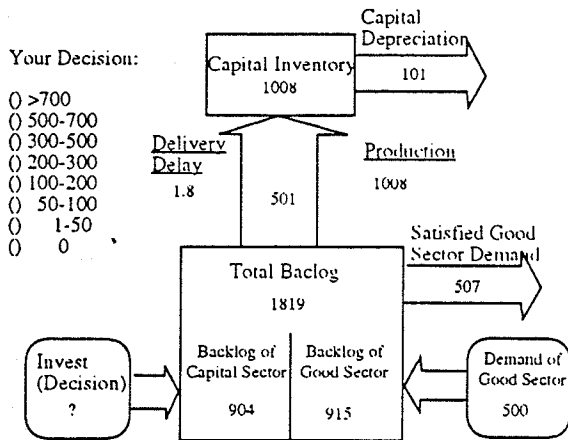 Your Decision:
() >700
() 500-700
() 300-500
() 200-300
() 100-200
() 50-100
() 1-50
() 0
Capital
Depreciation
101
Capital Inventory
1008
Delivery
Delay
1.8
501
Production
1008
Satisfied Good
Sector Demand
507
Total Baclog
1819
Backlog of
Capital Sector
904
Backlog of
Good Sector
915
Invest
(Decision)
?
Demand of
Good Sector
500